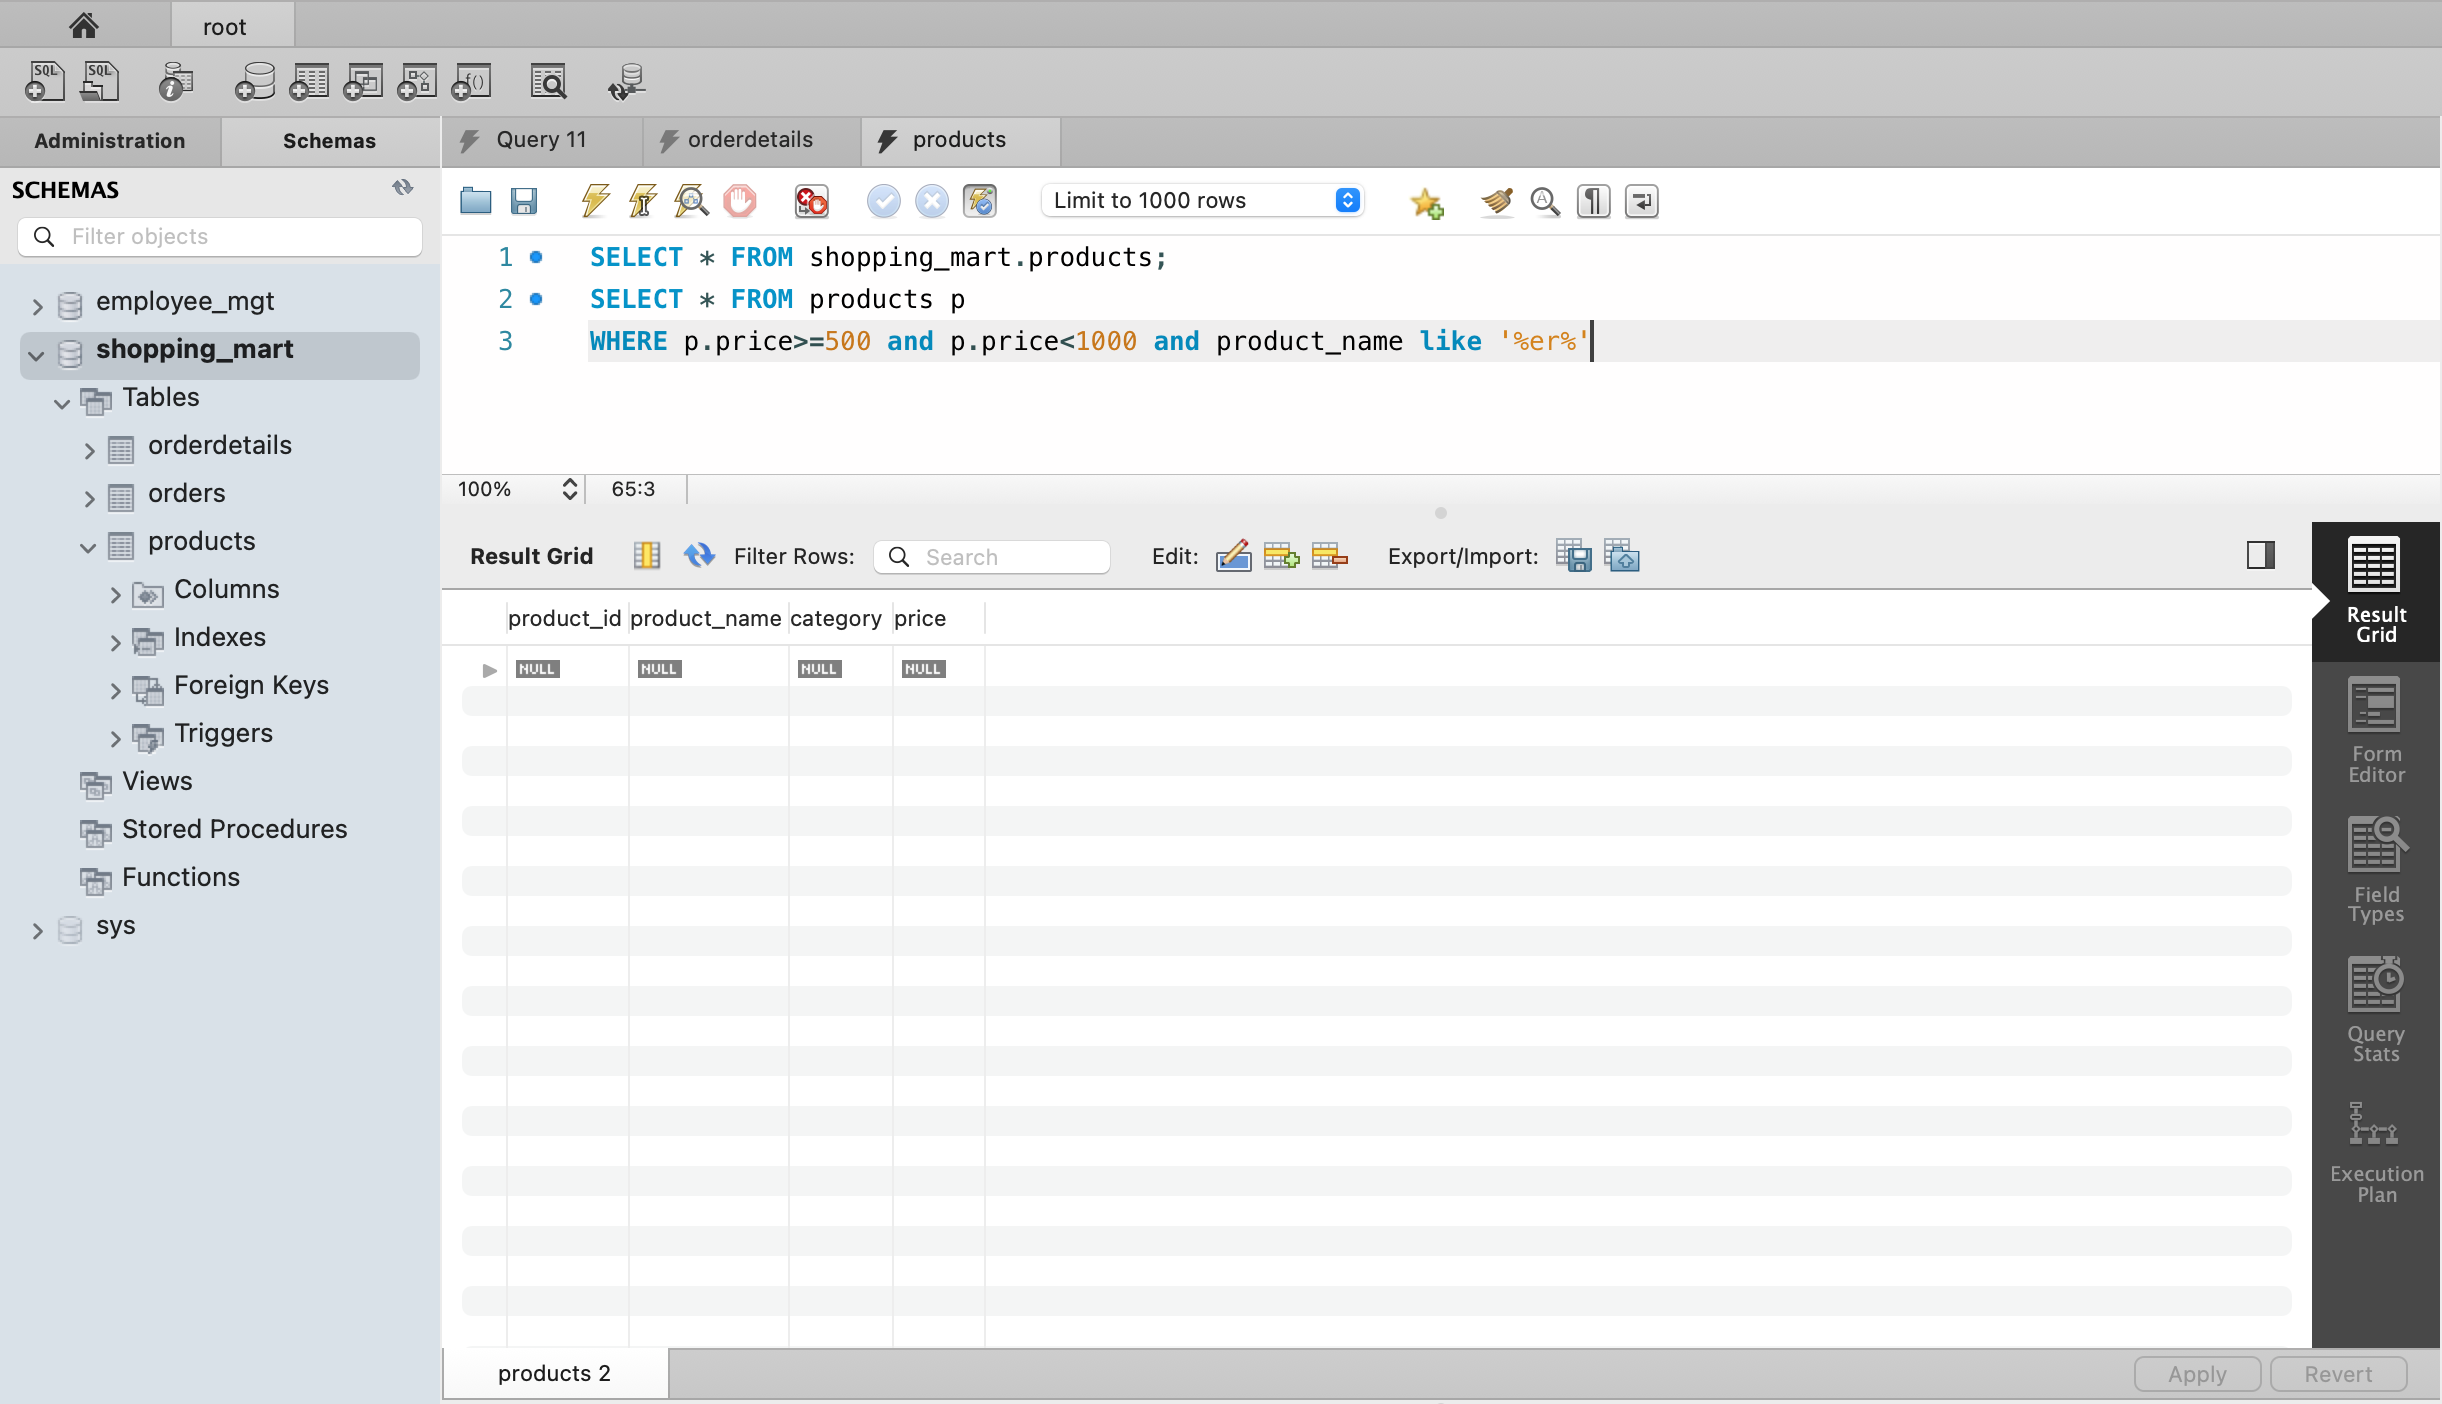 root
SQL SQL
Administration Schemas Query 11 orderdetails products
SCHEMAS
Filter objects
Limit to 1000 rows
employee_mgt
shopping_mart
Tables
orderdetails
orders
products
Columns
Indexes
Foreign Keys
Triggers
Views
Stored Procedures
Functions
sys
1 SELECT * FROM shopping_mart.products;
2 SELECT * FROM products p
3 WHERE p.price>=500 and p.price<1000 and product_name like '%er%'
100% 65:3
Result Grid Filter Rows: Search Edit: Export/Import:
product_id product_name category price
NULL NULL NULL NULL
Result
Grid
Form
Editor
Field
Types
Query
Stats
Execution
Plan
products 2 Apply Revert